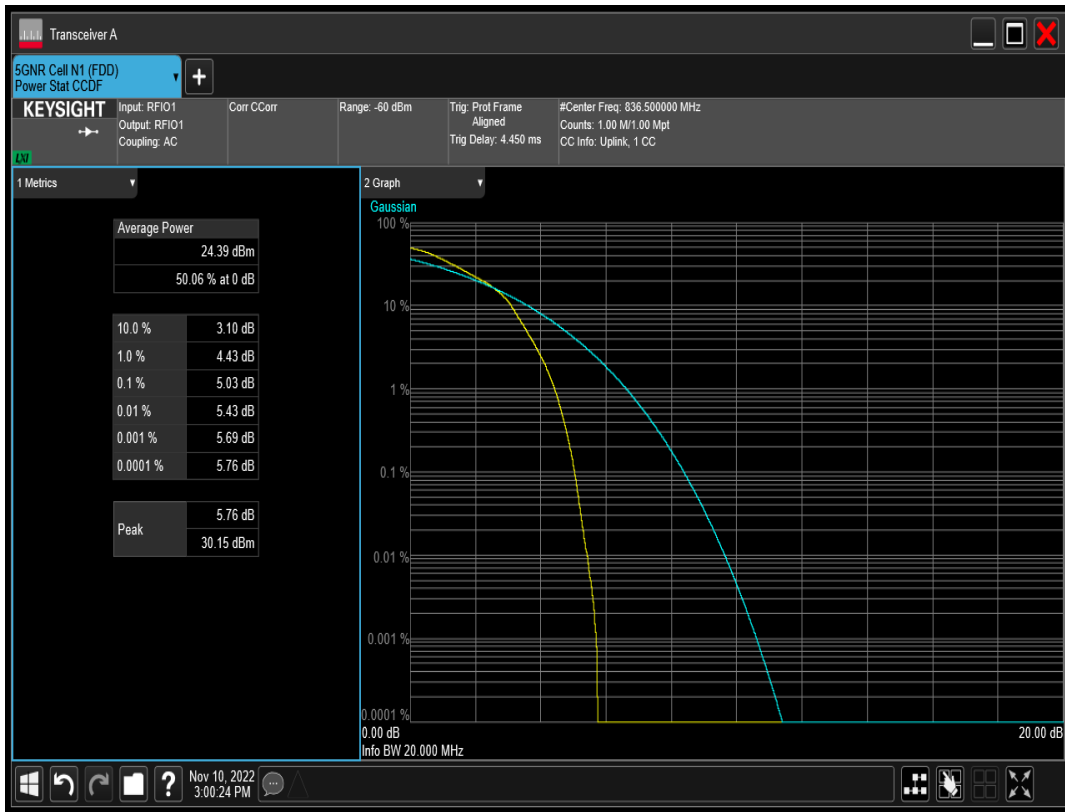 Transceiver A
5GNR Cell N1 (FDD)
Power Stat CCDF
+
KEYSIGHT
LXI
Input: RFIO1
Output: RFIO1
Coupling: AC
Corr CCorr
Range: -60 dBm
Trig: Prot Frame
Aligned
Trig Delay: 4.450 ms
#Center Freq: 836.500000 MHz
Counts: 1.00 M/1.00 Mpt
CC Info: Uplink, 1 CC
1 Metrics
Average Power
24.39 dBm
50.06 % at 0 dB
10.0 % 3.10 dB
1.0 % 4.43 dB
0.1 % 5.03 dB
0.01 % 5.43 dB
0.001 % 5.69 dB
0.0001 % 5.76 dB
Peak
5.76 dB
30.15 dBm
2 Graph
Gaussian
100 %
10 %
1 %
0.1 %
0.01 %
0.001 %
0.0001 %
0.00 dB 20.00 dB
Info BW 20.000 MHz
?
Nov 10, 2022
3:00:24 PM